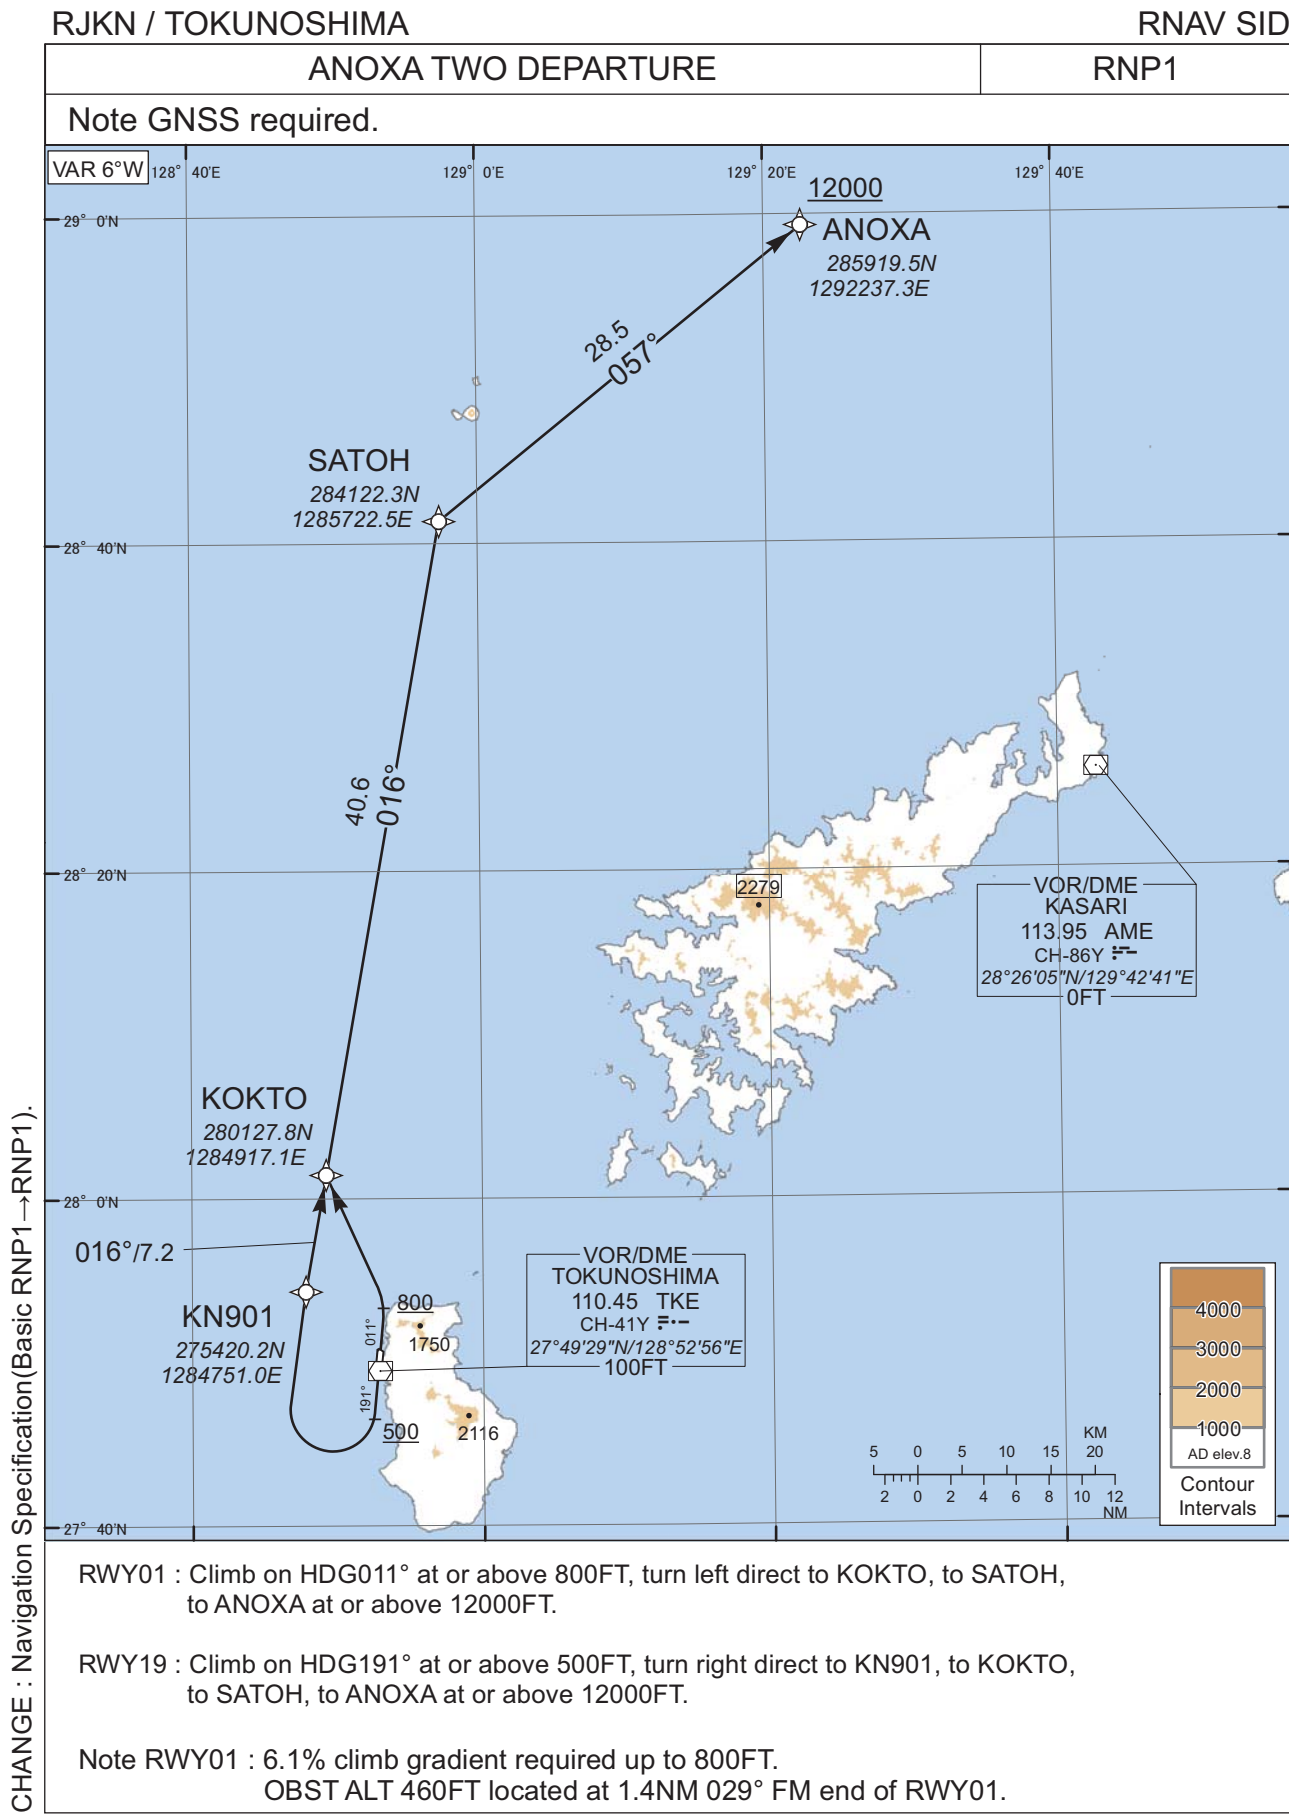 RJKN / TOKUNOSHIMA
RNAV SID
ANOXA TWO DEPARTURE
RNP1
Note GNSS required.
VAR 6°W
128° 40'E
129° 0'E
129° 20'E
129° 40'E
12000
29° 0'N
ANOXA
285919.5N
1292237.3E
28.5
057°
SATOH
284122.3N
1285722.5E
28° 40'N
40.6
016°
28° 20'N
2279
VOR/DME
KASARI
113.95 AME
CH-86Y
28°26'05"N/129°42'41"E
0FT
KOKTO
280127.8N
1284917.1E
28° 0'N
016°/7.2
VOR/DME
TOKUNOSHIMA
110.45 TKE
CH-41Y
27°49'29"N/128°52'56"E
100FT
KN901
275420.2N
1284751.0E
800
011°
1750
191°
500
2116
4000
3000
2000
1000
AD elev.8
Contour
Intervals
KM
5 0 5 10 15 20
2 0 2 4 6 8 10 12
NM
27° 40'N
RWY01 : Climb on HDG011° at or above 800FT, turn left direct to KOKTO, to SATOH,
to ANOXA at or above 12000FT.
RWY19 : Climb on HDG191° at or above 500FT, turn right direct to KN901, to KOKTO,
to SATOH, to ANOXA at or above 12000FT.
Note RWY01 : 6.1% climb gradient required up to 800FT.
OBST ALT 460FT located at 1.4NM 029° FM end of RWY01.
CHANGE : Navigation Specification(Basic RNP1→RNP1).